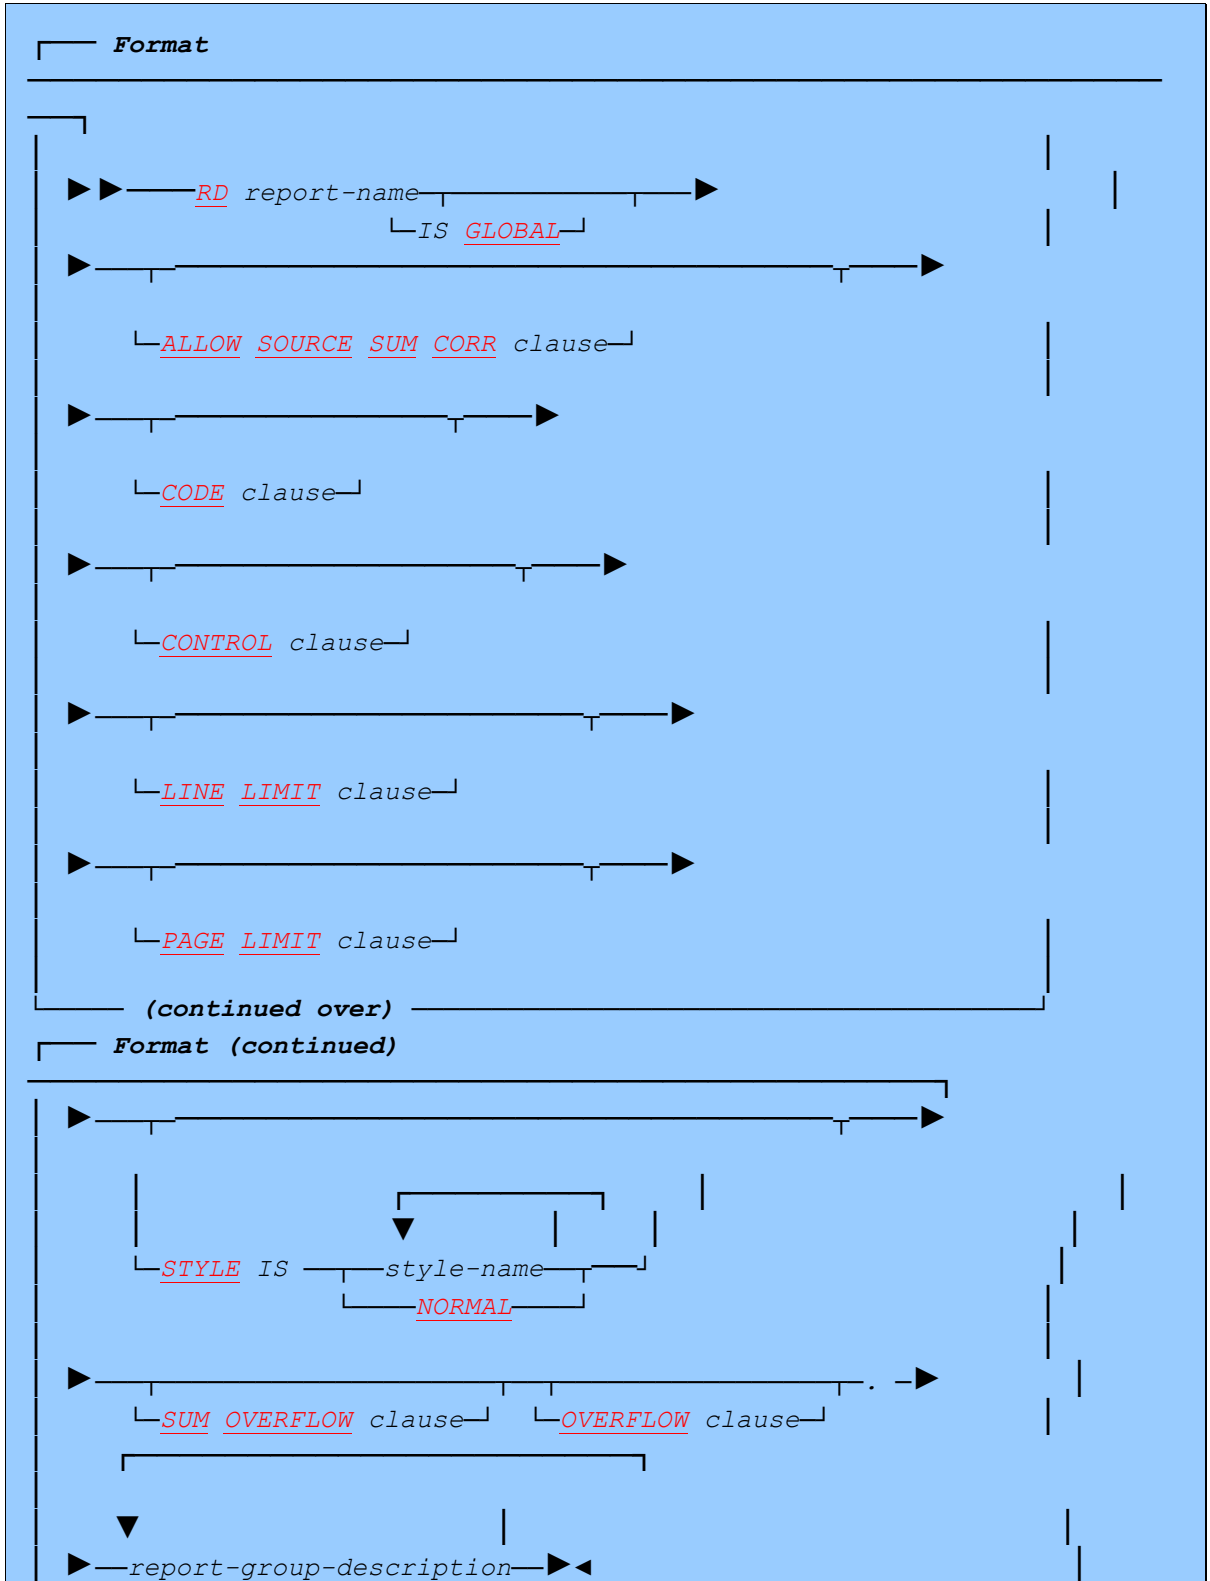 Format
RD report-name
IS GLOBAL
ALLOW SOURCE SUM CORR clause
CODE clause
CONTROL clause
LINE LIMIT clause
PAGE LIMIT clause
(continued over)
Format (continued)
STYLE IS style-name
NORMAL
.
SUM OVERFLOW clause OVERFLOW clause
report-group-description